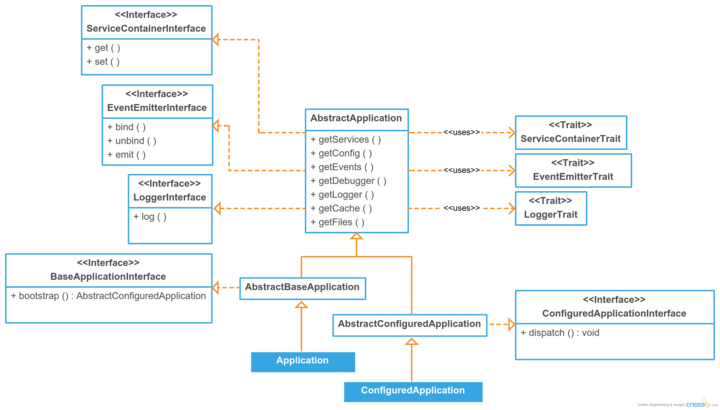 <<Interface>>
ServiceContainerInterface
+ get ( )
+ set ( )
<<Interface>>
EventEmitterInterface
+ bind ( )
+ unbind ( )
+ emit ( )
<<Interface>>
LoggerInterface
+ log ( )
AbstractApplication
+ getServices ( )
+ getConfig ( )
+ getEvents ( )
+ getDebugger ( )
+ getLogger ( )
+ getCache ( )
+ getFiles ( )
<<uses>>
<<uses>>
<<uses>>
<<Trait>>
ServiceContainerTrait
<<Trait>>
EventEmitterTrait
<<Trait>>
LoggerTrait
<<Interface>>
BaseApplicationInterface
+ bootstrap () : AbstractConfiguredApplication
AbstractBaseApplication
AbstractConfiguredApplication
<<Interface>>
ConfiguredApplicationInterface
+ dispatch () : void
Application
ConfiguredApplication
[online diagramming & design] creately.com